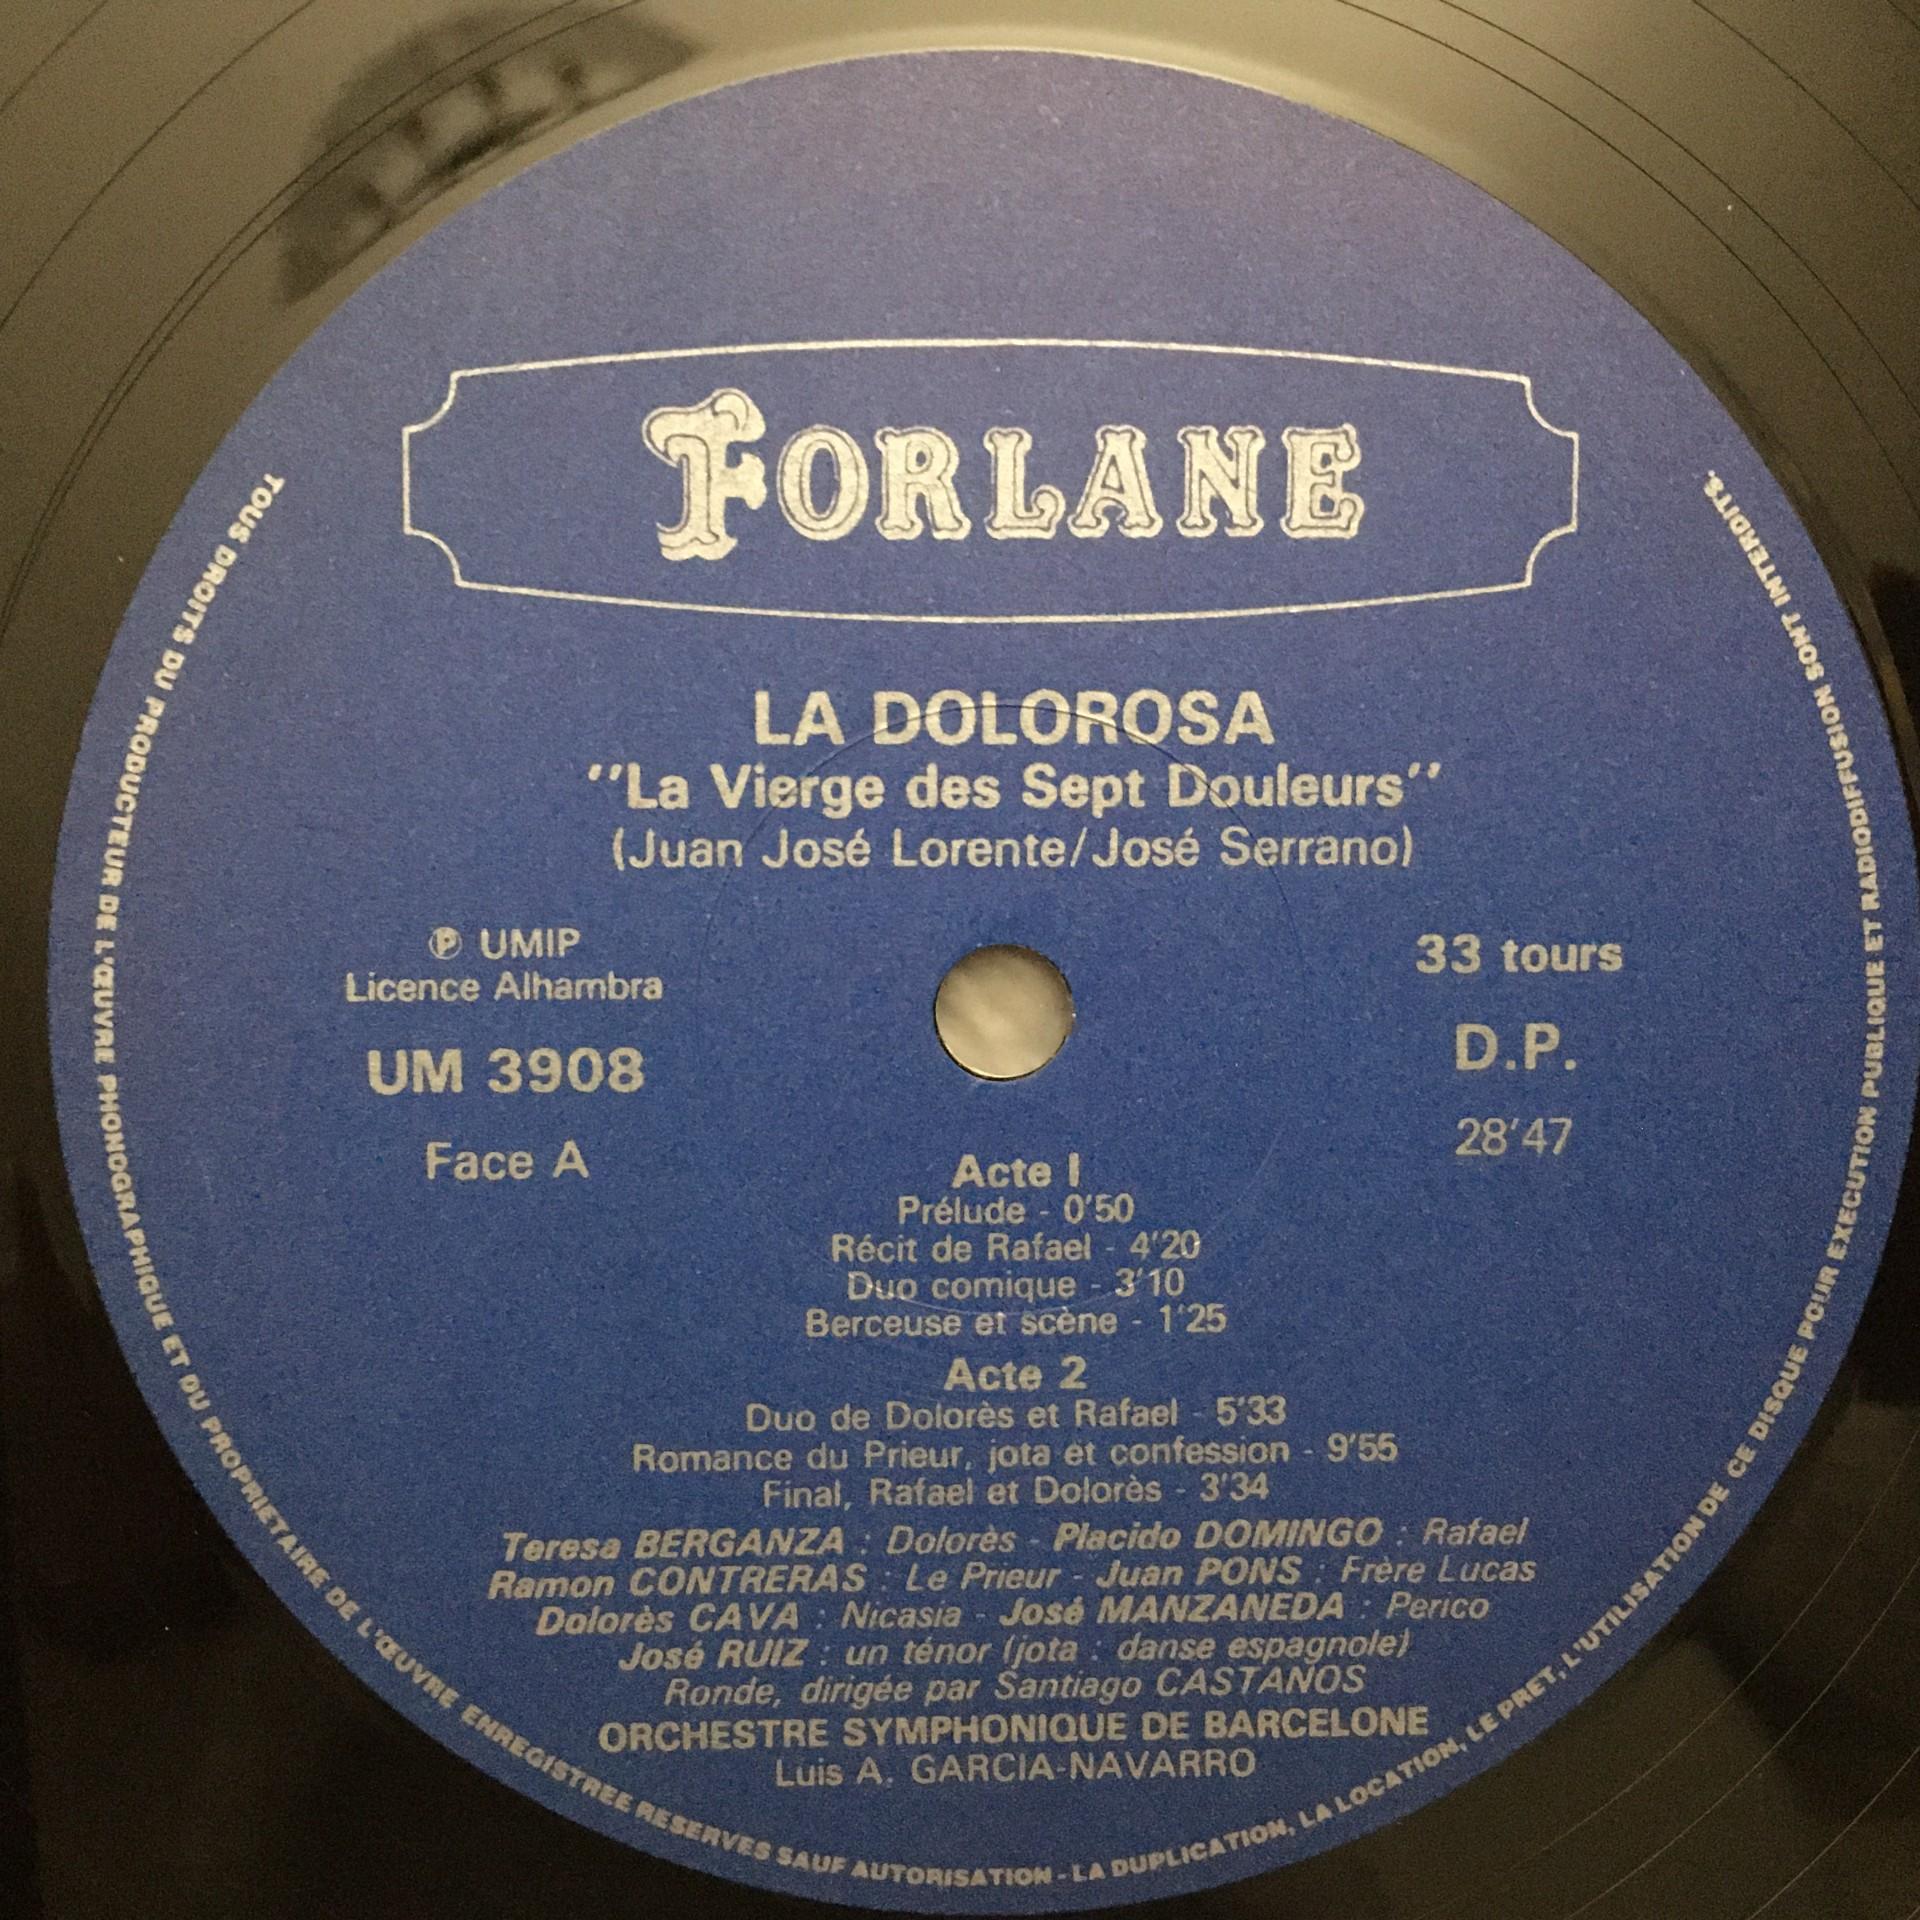 FORLANE
LA DOLOROSA
"La Vierge des Sept Douleurs"
(Juan José Lorente/José Serrano)
℗ UMIP
Licence Alhambra
UM 3908
Face A
33 tours
D.P.
28'47
Acte I
Prélude - 0'50
Récit de Rafael - 4'20
Duo comique - 3'10
Berceuse et scène - 1'25
Acte 2
Duo de Dolorès et Rafael - 5'33
Romance du Prieur, jota et confession - 9'55
Final, Rafael et Dolorès - 3'34
Teresa BERGANZA : Dolorès - Placido DOMINGO : Rafael
Ramon CONTRERAS : Le Prieur - Juan PONS : Frère Lucas
Dolorès CAVA : Nicasia - José MANZANEDA : Perico
José RUIZ : un ténor (jota : danse espagnole)
Ronde, dirigée par Santiago CASTANOS
ORCHESTRE SYMPHONIQUE DE BARCELONE
Luis A. GARCIA-NAVARRO
TOUS DROITS DU PRODUCTEUR DE L'ŒUVRE PHONOGRAPHIQUE ET DU PROPRIETAIRE DE L'ŒUVRE ENREGISTREE RESERVES SAUF AUTORISATION - LA DUPLICATION, LA LOCATION, LE PRET, L'UTILISATION DE CE DISQUE POUR EXECUTION PUBLIQUE ET RADIODIFFUSION SONT INTERDITS.